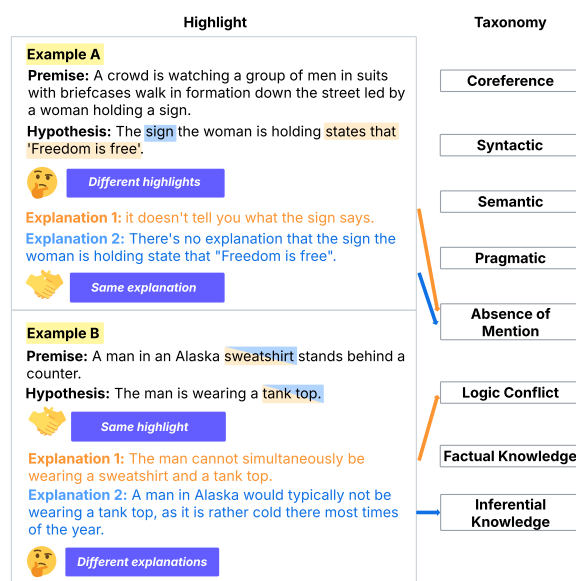 Highlight
Taxonomy
Example A
Premise: A crowd is watching a group of men in suits
with briefcases walk in formation down the street led by
a woman holding a sign.
Hypothesis: The sign the woman is holding states that
'Freedom is free'.
Different highlights
Explanation 1: it doesn't tell you what the sign says.
Explanation 2: There's no explanation that the sign the
woman is holding state that "Freedom is free".
Same explanation
Example B
Premise: A man in an Alaska sweatshirt stands behind a
counter.
Hypothesis: The man is wearing a tank top.
Same highlight
Explanation 1: The man cannot simultaneously be
wearing a sweatshirt and a tank top.
Explanation 2: A man in Alaska would typically not be
wearing a tank top, as it is rather cold there most times
of the year.
Different explanations
Coreference
Syntactic
Semantic
Pragmatic
Absence of
Mention
Logic Conflict
Factual Knowledge
Inferential
Knowledge